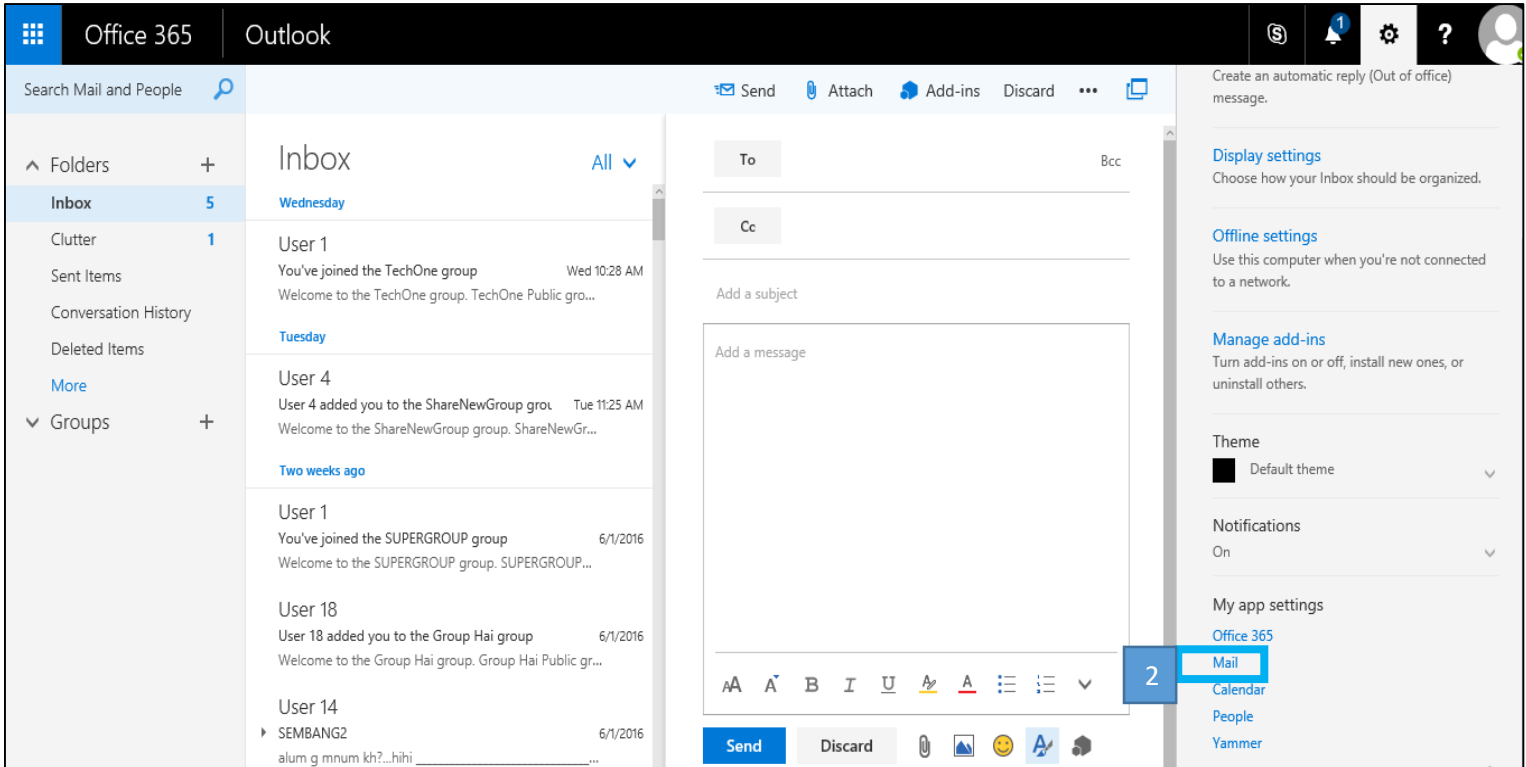 Office 365
Outlook
1
?
Search Mail and People
Send
Attach
Add-ins
Discard
Folders
Inbox 5
Clutter 1
Sent Items
Conversation History
Deleted Items
More
Groups
Inbox
All
Wednesday
User 1
You've joined the TechOne group Wed 10:28 AM
Welcome to the TechOne group. TechOne Public gro...
Tuesday
User 4
User 4 added you to the ShareNewGroup grou Tue 11:25 AM
Welcome to the ShareNewGroup group. ShareNewGr...
Two weeks ago
User 1
You've joined the SUPERGROUP group 6/1/2016
Welcome to the SUPERGROUP group. SUPERGROUP...
User 18
User 18 added you to the Group Hai group 6/1/2016
Welcome to the Group Hai group. Group Hai Public gr...
User 14
SEMBANG2 6/1/2016
alum g mnum kh?...hihi ____________________...
To
Bcc
Cc
Add a subject
Add a message
AA A B I U A
Send
Discard
2
Create an automatic reply (Out of office)
message.
Display settings
Choose how your Inbox should be organized.
Offline settings
Use this computer when you're not connected
to a network.
Manage add-ins
Turn add-ins on or off, install new ones, or
uninstall others.
Theme
Default theme
Notifications
On
My app settings
Office 365
Mail
Calendar
People
Yammer